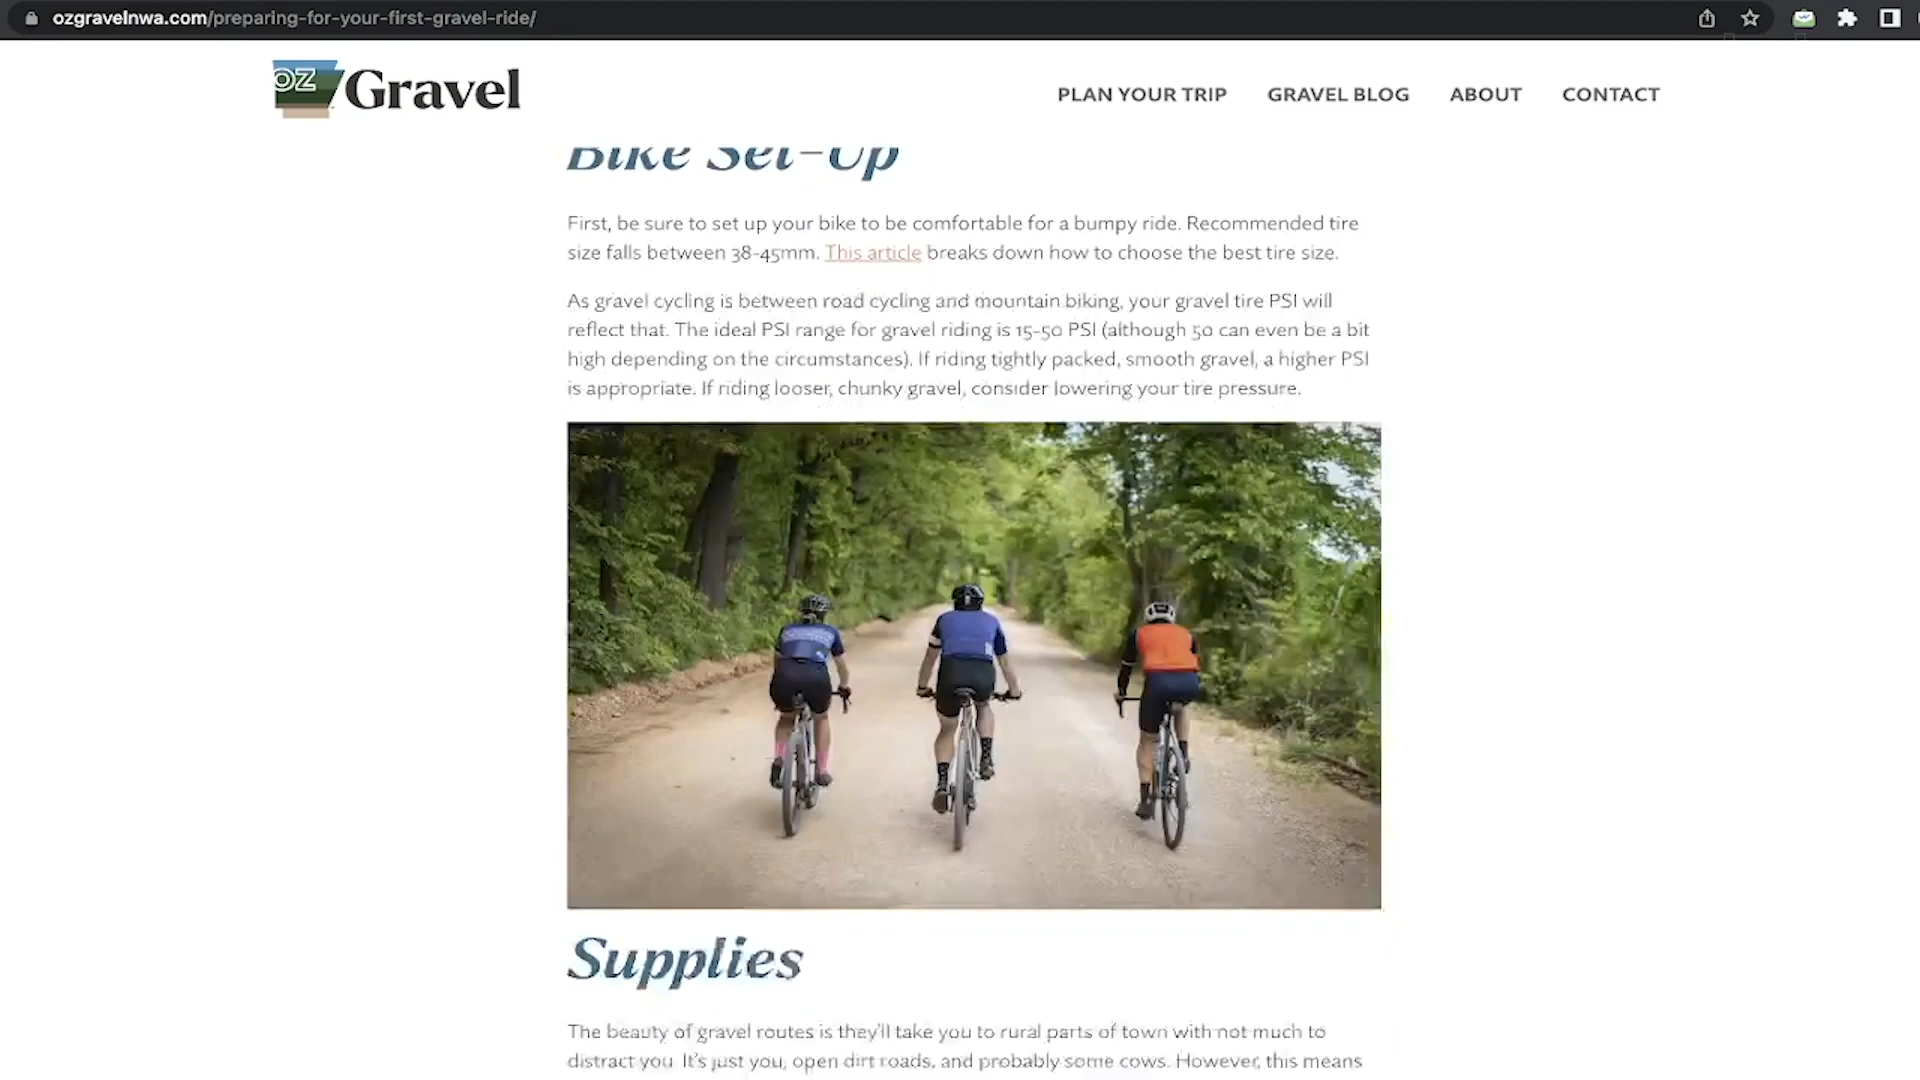 ozgravelnwa.com/preparing-for-your-first-gravel-ride/
OZ Gravel
PLAN YOUR TRIP GRAVEL BLOG ABOUT CONTACT
Bike Set-Up
First, be sure to set up your bike to be comfortable for a bumpy ride. Recommended tire
size falls between 38-45mm. This article breaks down how to choose the best tire size.
As gravel cycling is between road cycling and mountain biking, your gravel tire PSI will
reflect that. The ideal PSI range for gravel riding is 15-50 PSI (although 50 can even be a bit
high depending on the circumstances). If riding tightly packed, smooth gravel, a higher PSI
is appropriate. If riding looser, chunky gravel, consider lowering your tire pressure.
Supplies
The beauty of gravel routes is they'll take you to rural parts of town with not much to
distract you. It's just you, open dirt roads, and probably some cows. However, this means